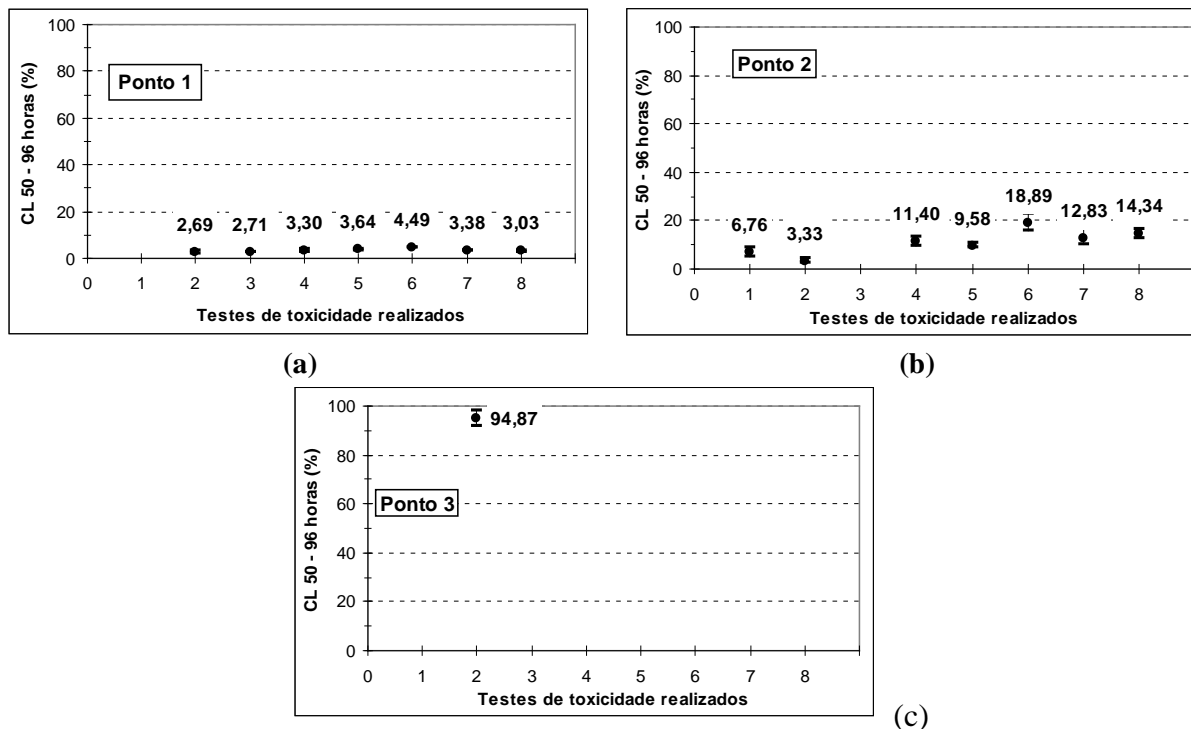 CL 50 - 96 horas (%)
100
80
60
40
20
0
Ponto 1
2,69 2,71 3,30 3,64 4,49 3,38 3,03
0 1 2 3 4 5 6 7 8
Testes de toxicidade realizados
(a)
CL 50 - 96 horas (%)
100
80
60
40
20
0
Ponto 2
6,76 3,33 11,40 9,58 18,89 12,83 14,34
0 1 2 3 4 5 6 7 8
Testes de toxicidade realizados
(b)
CL 50 - 96 horas (%)
100
80
60
40
20
0
94,87
Ponto 3
0 1 2 3 4 5 6 7 8
Testes de toxicidade realizados
(c)